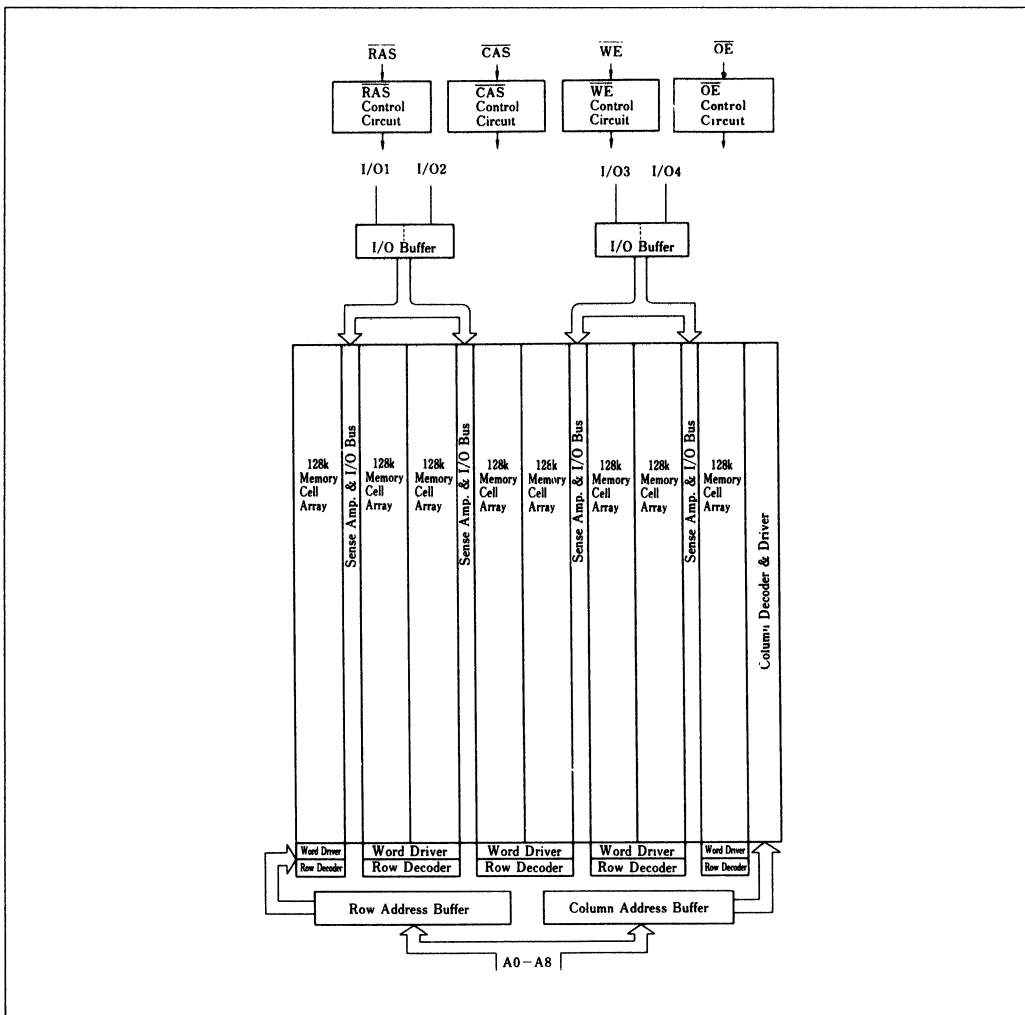 RAS CAS WE OE
RAS Control Circuit
CAS Control Circuit
WE Control Circuit
OE Control Circuit
I/O1 I/O2 I/O3 I/O4
I/O Buffer
I/O Buffer
128k Memory Cell Array
Sense Amp. & I/O Bus
128k Memory Cell Array
128k Memory Cell Array
Sense Amp. & I/O Bus
128k Memory Cell Array
128k Memory Cell Array
Sense Amp. & I/O Bus
128k Memory Cell Array
128k Memory Cell Array
Sense Amp. & I/O Bus
128k Memory Cell Array
Column Decoder & Driver
Word Driver Word Driver Word Driver Word Driver Word Driver
Row Decoder Row Decoder Row Decoder Row Decoder Row Decoder
Row Address Buffer
Column Address Buffer
A0–A8